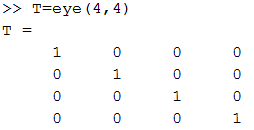 >> T=eye(4,4)
T =
1 0 0 0
0 1 0 0
0 0 1 0
0 0 0 1